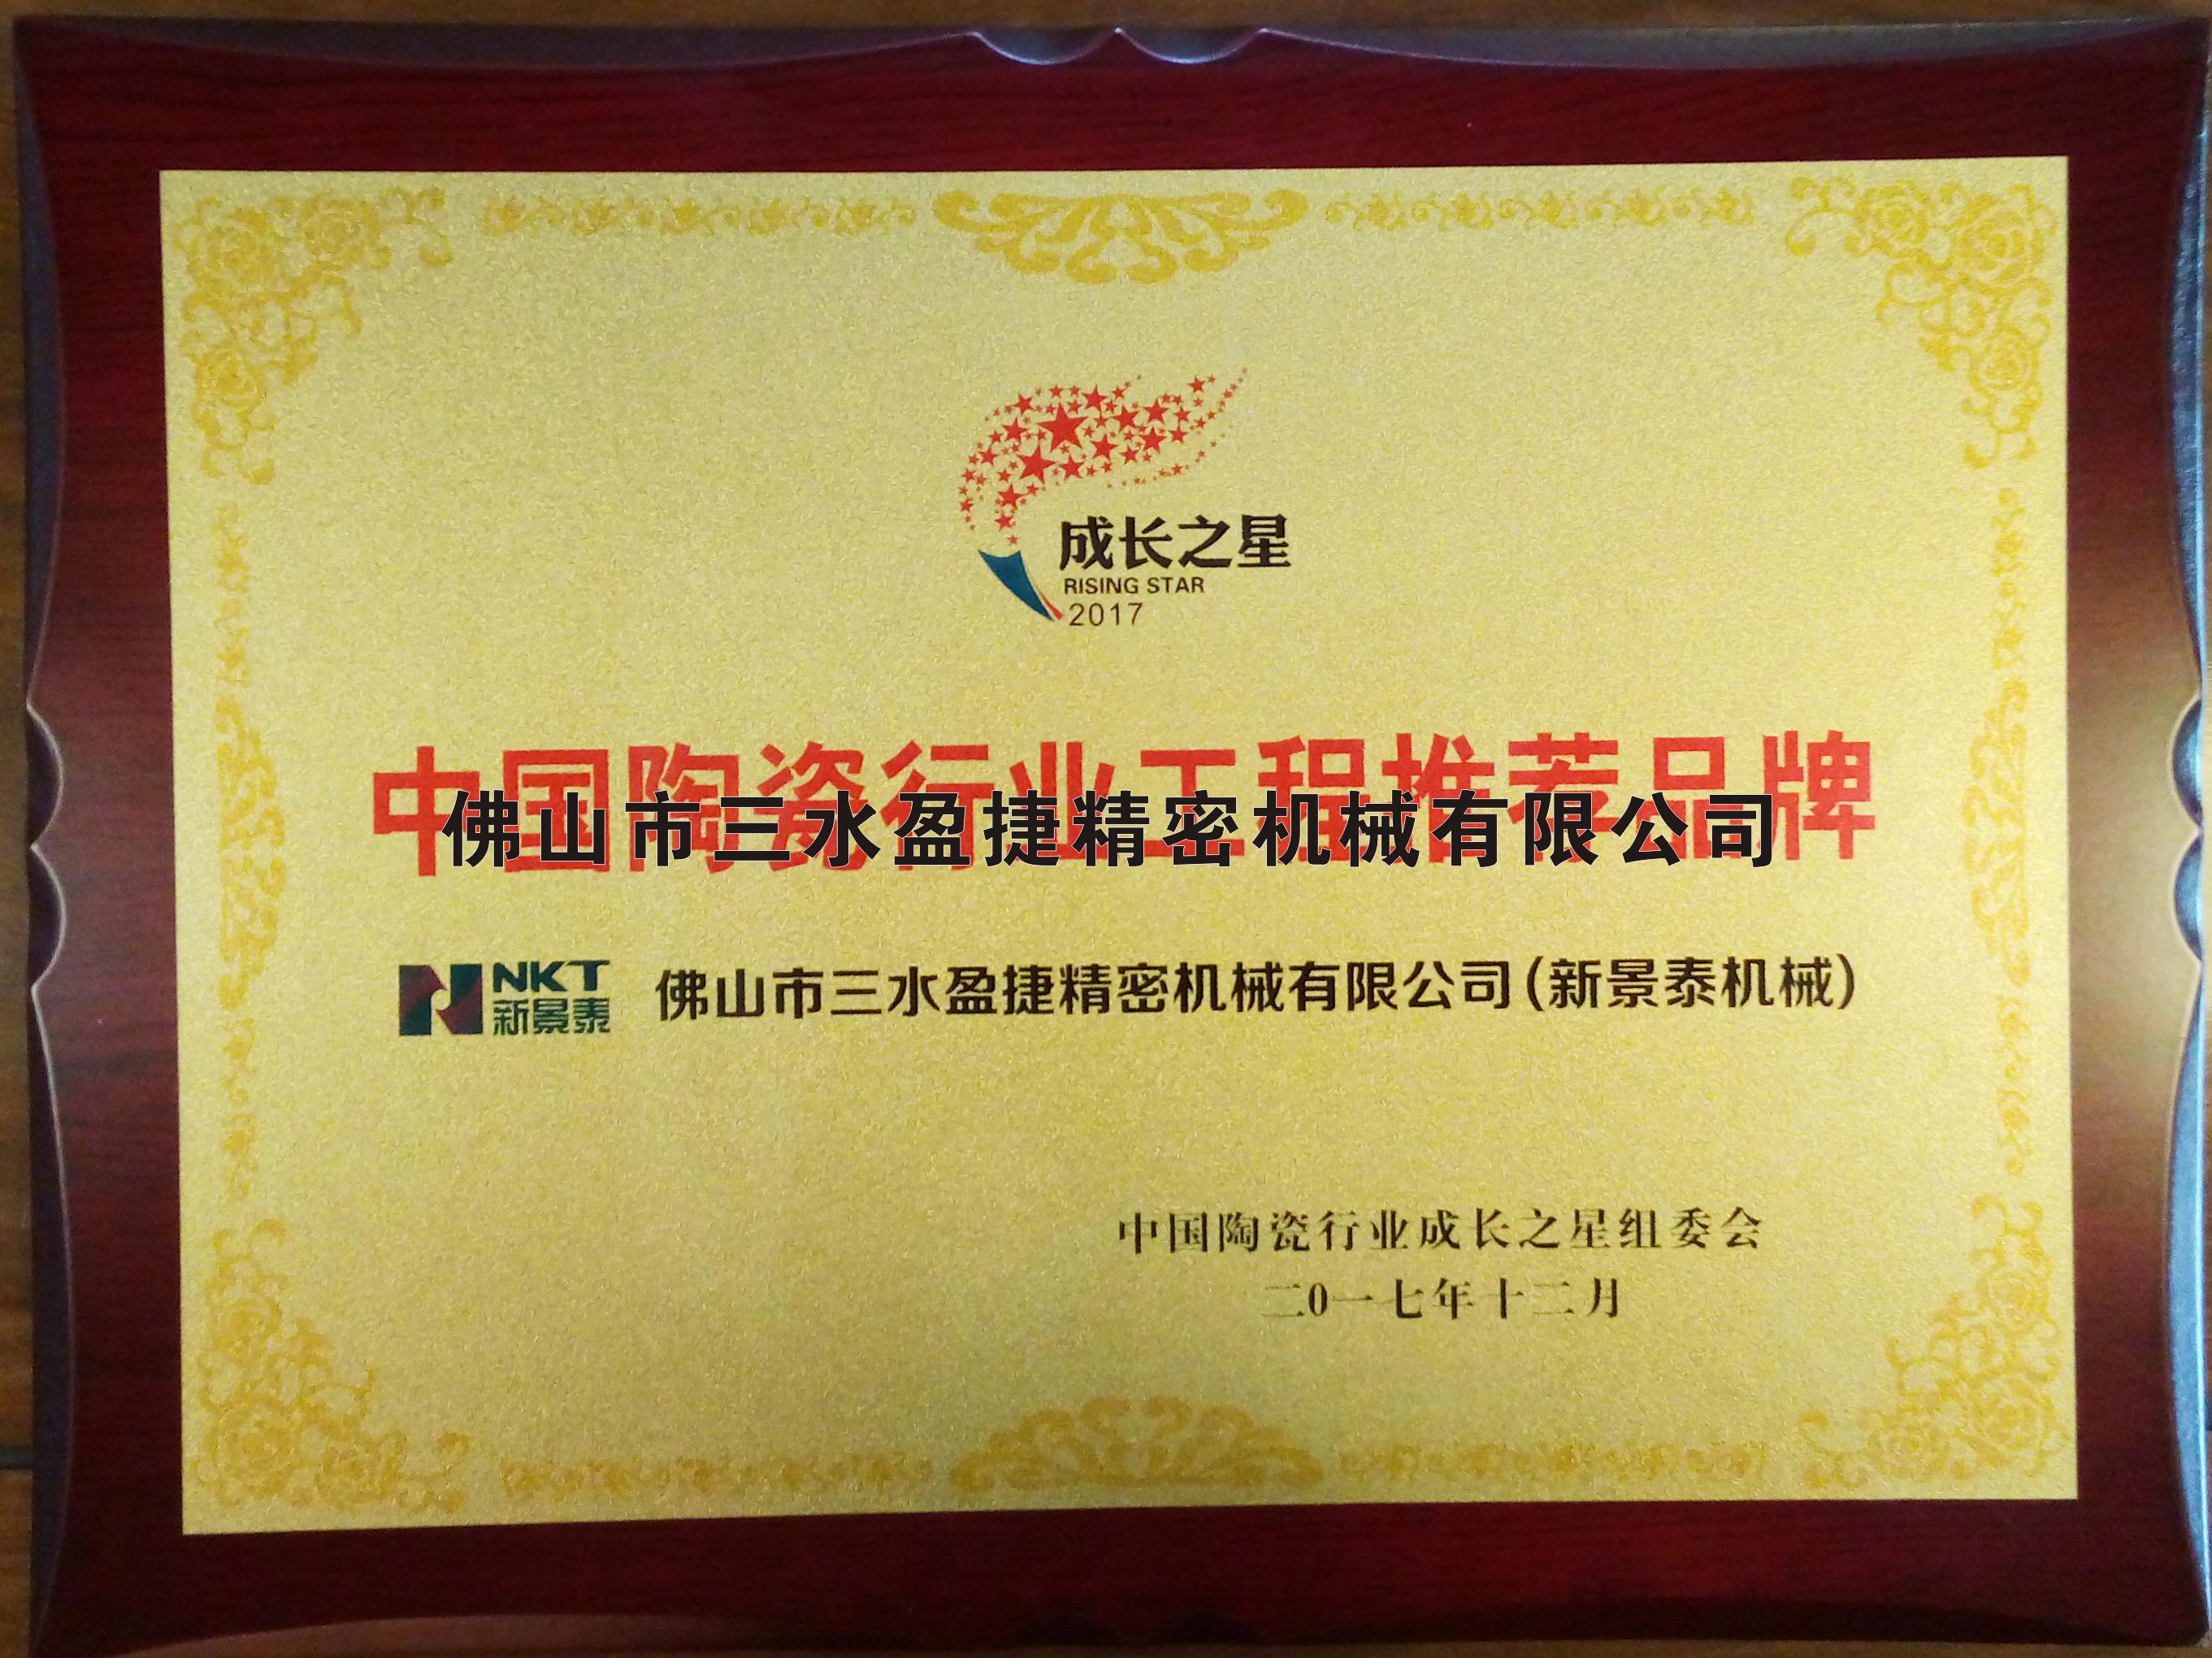 成长之星
RISING STAR
2017
中国陶瓷行业工程推荐品牌
佛山市三水盈捷精密机械有限公司
NKT
新景泰
佛山市三水盈捷精密机械有限公司(新景泰机械)
中国陶瓷行业成长之星组委会
二0一七年十二月